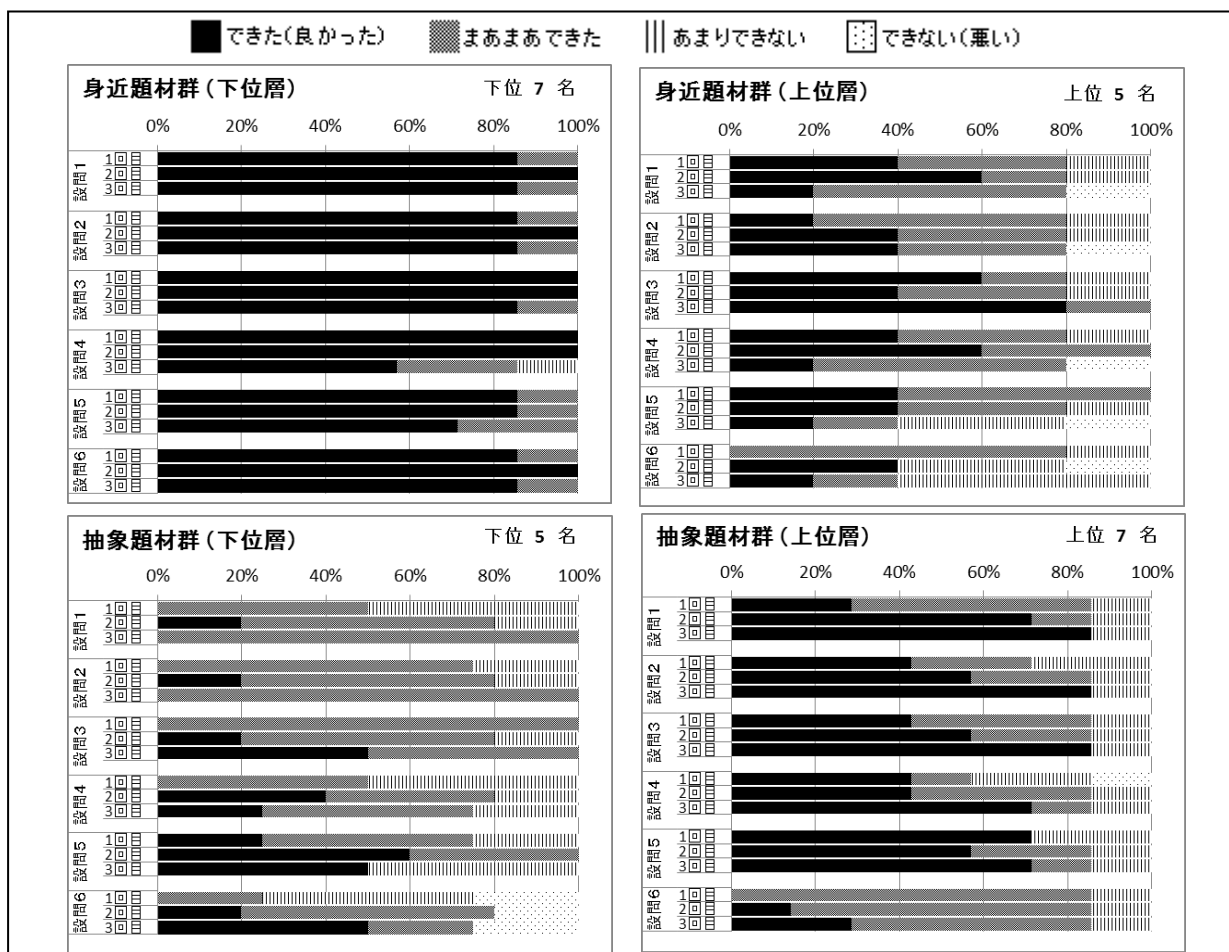 できた(良かった) まあまあできた あまりできない できない(悪い)
身近題材群(下位層) 下位 7 名
0% 20% 40% 60% 80% 100%
設問1
1回目
2回目
3回目
設問2
1回目
2回目
3回目
設問3
1回目
2回目
3回目
設問4
1回目
2回目
3回目
設問5
1回目
2回目
3回目
設問6
1回目
2回目
3回目
身近題材群(上位層) 上位 5 名
0% 20% 40% 60% 80% 100%
設問1
1回目
2回目
3回目
設問2
1回目
2回目
3回目
設問3
1回目
2回目
3回目
設問4
1回目
2回目
3回目
設問5
1回目
2回目
3回目
設問6
1回目
2回目
3回目
抽象題材群(下位層) 下位 5 名
0% 20% 40% 60% 80% 100%
設問1
1回目
2回目
3回目
設問2
1回目
2回目
3回目
設問3
1回目
2回目
3回目
設問4
1回目
2回目
3回目
設問5
1回目
2回目
3回目
設問6
1回目
2回目
3回目
抽象題材群(上位層) 上位 7 名
0% 20% 40% 60% 80% 100%
設問1
1回目
2回目
3回目
設問2
1回目
2回目
3回目
設問3
1回目
2回目
3回目
設問4
1回目
2回目
3回目
設問5
1回目
2回目
3回目
設問6
1回目
2回目
3回目